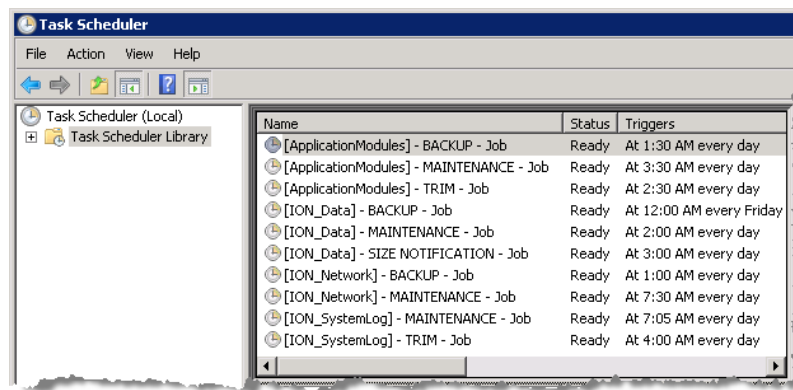 Task Scheduler
File Action View Help
Task Scheduler (Local)
Task Scheduler Library
Name Status Triggers
[ApplicationModules] - BACKUP - Job Ready At 1:30 AM every day
[ApplicationModules] - MAINTENANCE - Job Ready At 3:30 AM every day
[ApplicationModules] - TRIM - Job Ready At 2:30 AM every day
[ION_Data] - BACKUP - Job Ready At 12:00 AM every Friday
[ION_Data] - MAINTENANCE - Job Ready At 2:00 AM every day
[ION_Data] - SIZE NOTIFICATION - Job Ready At 3:00 AM every day
[ION_Network] - BACKUP - Job Ready At 1:00 AM every day
[ION_Network] - MAINTENANCE - Job Ready At 7:30 AM every day
[ION_SystemLog] - MAINTENANCE - Job Ready At 7:05 AM every day
[ION_SystemLog] - TRIM - Job Ready At 4:00 AM every day